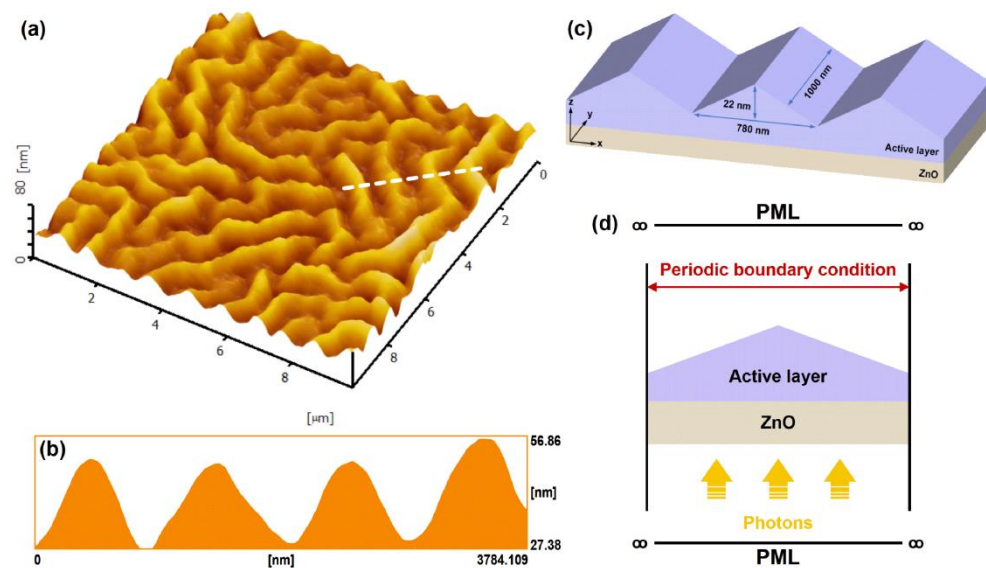 (a)
80 [nm]
0
2
4
6
8
0
2
4
6
8
[μm]
(b)
56.86
[nm]
27.38
0
[nm]
3784.109
(c)
1000 nm
22 nm
780 nm
z
y
x
Active layer
ZnO
(d)
PML
∞
∞
Periodic boundary condition
Active layer
ZnO
Photons
∞
∞
PML